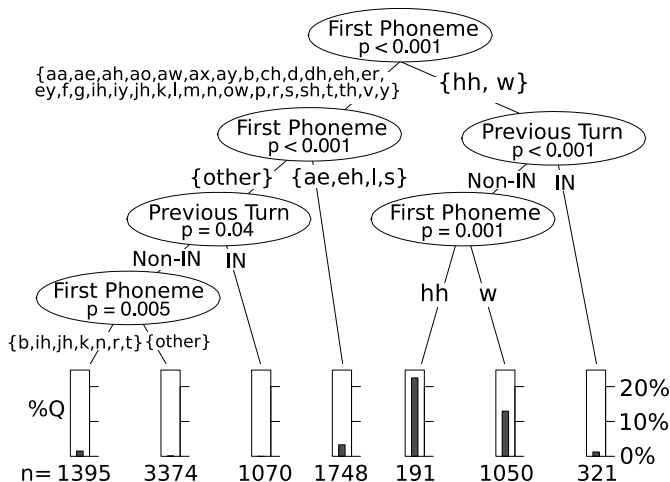 First Phoneme
p < 0.001
{aa,ae,ah,ao,aw,ax,ay,b,ch,d,dh,eh,er,
ey,f,g,ih,iy,jh,k,l,m,n,ow,p,r,s,sh,t,th,v,y}
{hh, w}
First Phoneme
p < 0.001
Previous Turn
p < 0.001
{other}
{ae,eh,l,s}
Non-IN
IN
Previous Turn
p = 0.04
First Phoneme
p = 0.001
Non-IN
IN
First Phoneme
p = 0.005
hh
w
{b,ih,jh,k,n,r,t}
{other}
%Q
20%
10%
0%
n= 1395 3374 1070 1748 191 1050 321